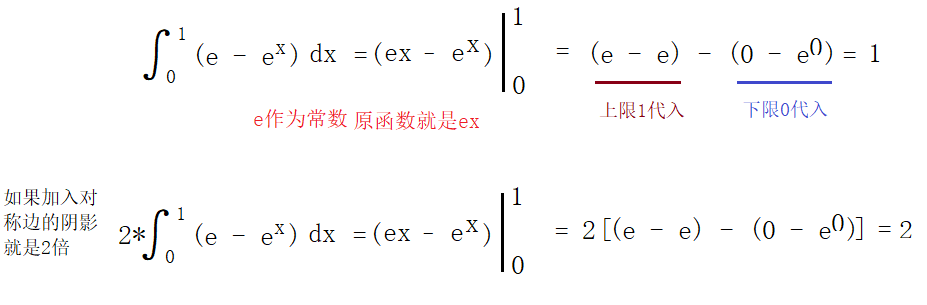 ∫₀¹ (e - eˣ) dx = (ex - eˣ) |₀¹ = (e - e) - (0 - e⁰) = 1
e作为常数 原函数就是ex
上限1代入 下限0代入
如果加入对
称边的阴影
就是2倍
2*∫₀¹ (e - eˣ) dx = (ex - eˣ) |₀¹ = 2[(e - e) - (0 - e⁰)] = 2